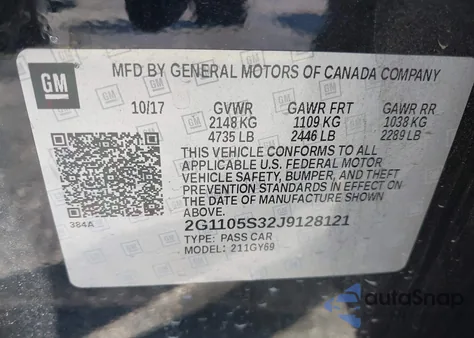 GM
MFD BY GENERAL MOTORS OF CANADA COMPANY
10/17 GVWR GAWR FRT GAWR RR
2148 KG 1109 KG 1038 KG
4735 LB 2446 LB 2289 LB
THIS VEHICLE CONFORMS TO ALL
APPLICABLE U.S. FEDERAL MOTOR
VEHICLE SAFETY, BUMPER, AND THEFT
PREVENTION STANDARDS IN EFFECT ON
THE DATE OF MANUFACTURE SHOWN
ABOVE.
384A
2G1105S32J9128121
TYPE: PASS CAR
MODEL: 211GY69
autoSnap